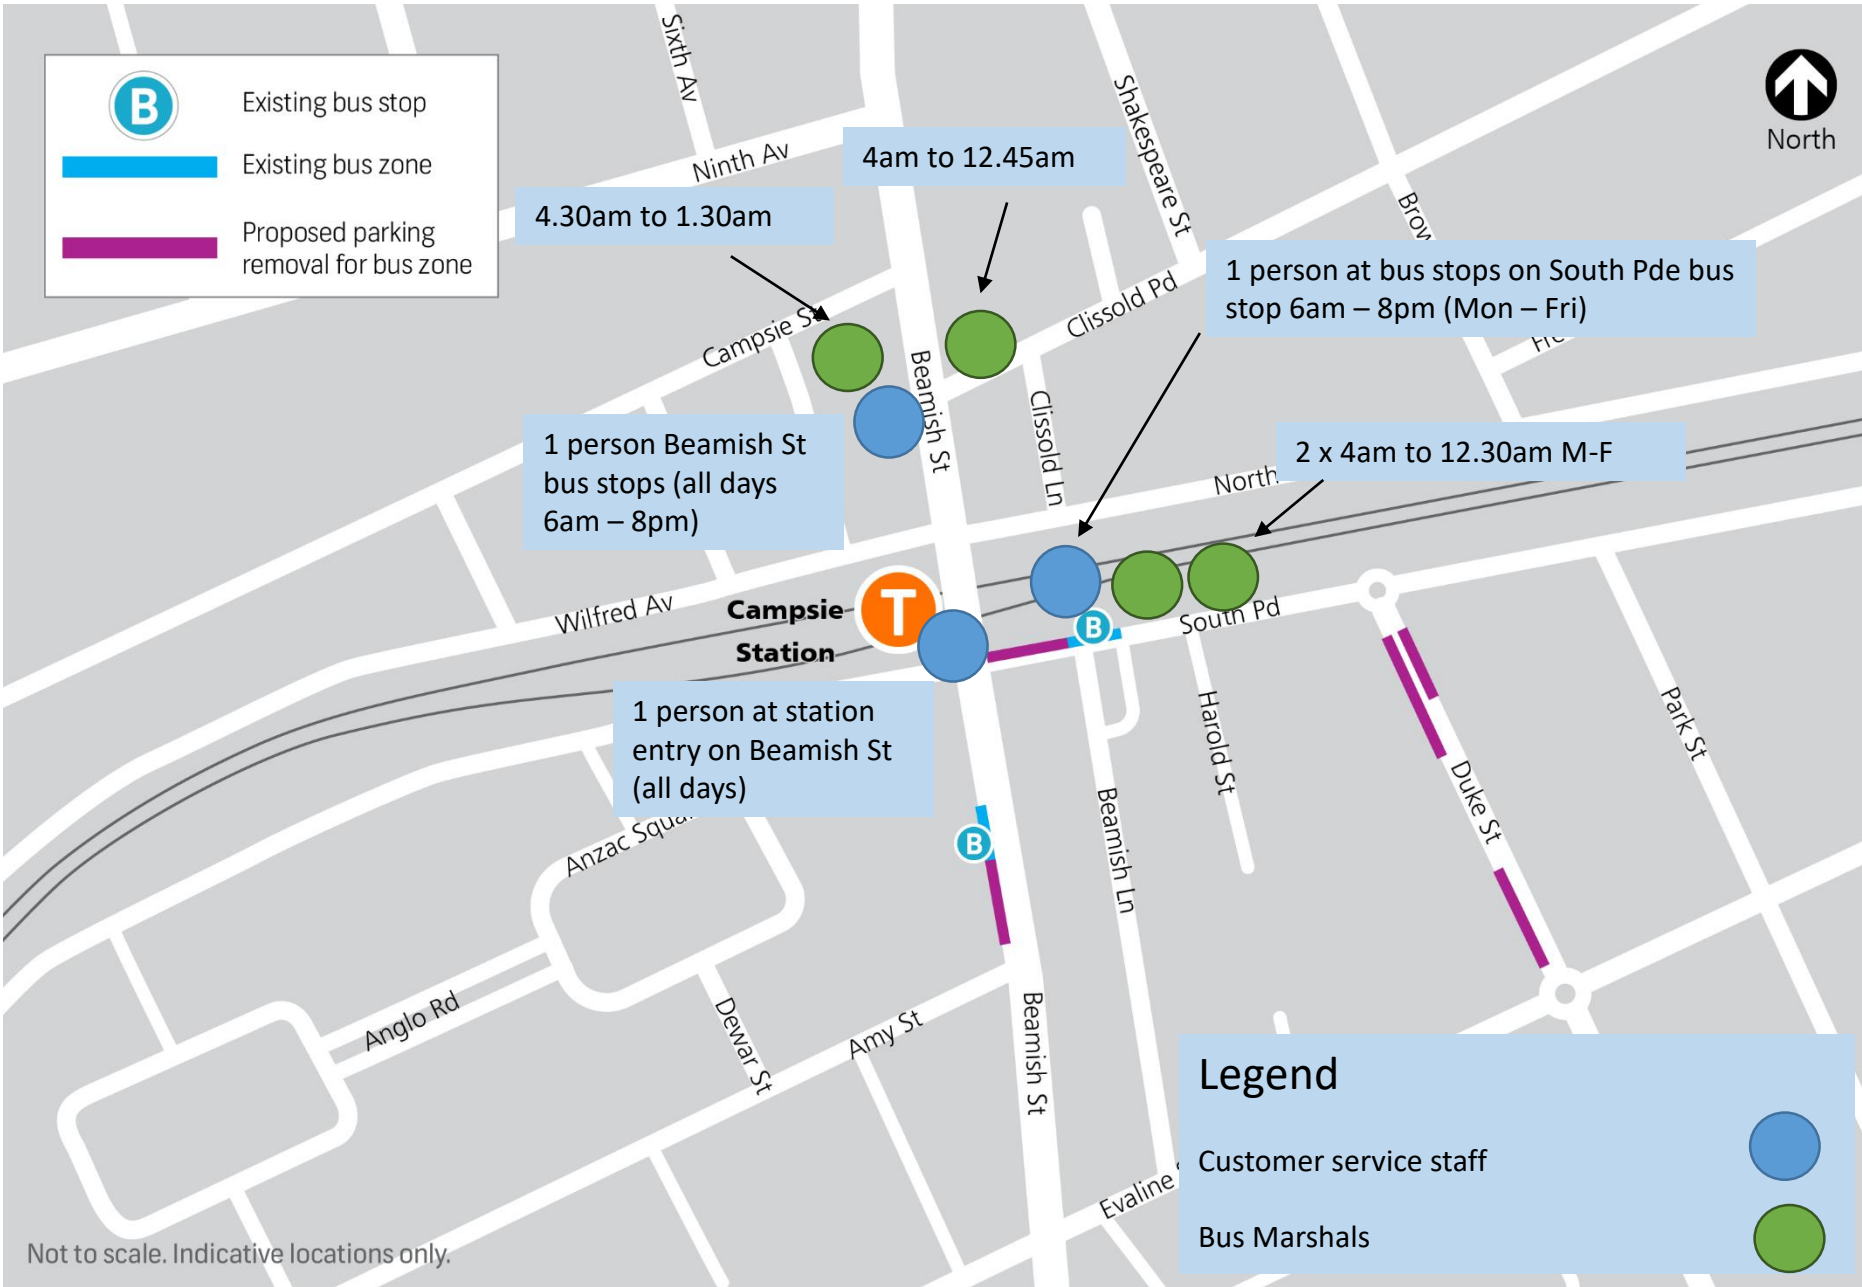 B
Existing bus stop
Existing bus zone
Proposed parking
removal for bus zone
Sixth Av
Ninth Av
Shakespeare St
North
4am to 12.45am
4.30am to 1.30am
1 person at bus stops on South Pde bus
stop 6am – 8pm (Mon – Fri)
Campsie St
Clissold Pd
Beamish St
Clissold Ln
1 person Beamish St
bus stops (all days
6am – 8pm)
2 x 4am to 12.30am M-F
North
Wilfred Av
Campsie
Station
T
B
South Pd
1 person at station
entry on Beamish St
(all days)
Harold St
Park St
Duke St
Beamish Ln
B
Anzac
Anglo Rd
Dewar St
Amy St
Beamish St
Evaline
Legend
Customer service staff
Bus Marshals
Not to scale. Indicative locations only.